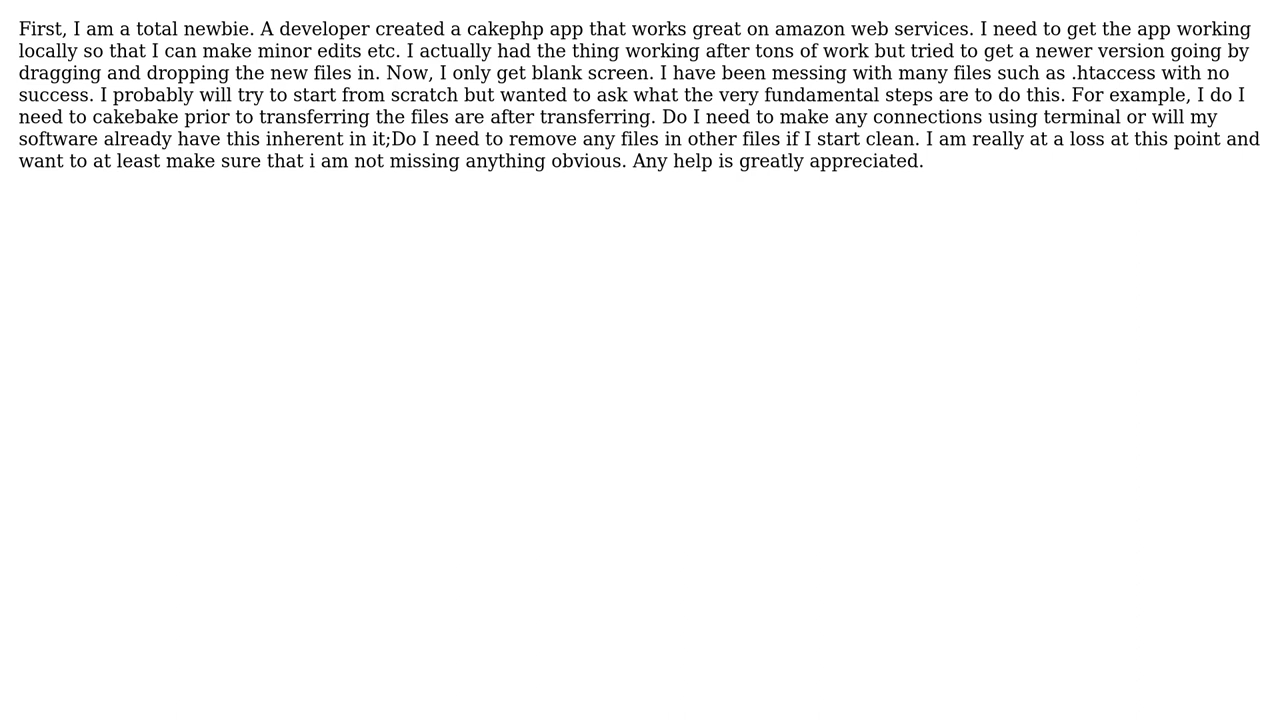 First, I am a total newbie. A developer created a cakephp app that works great on amazon web services. I need to get the app working
locally so that I can make minor edits etc. I actually had the thing working after tons of work but tried to get a newer version going by
dragging and dropping the new files in. Now, I only get blank screen. I have been messing with many files such as .htaccess with no
success. I probably will try to start from scratch but wanted to ask what the very fundamental steps are to do this. For example, I do I
need to cakebake prior to transferring the files are after transferring. Do I need to make any connections using terminal or will my
software already have this inherent in it;Do I need to remove any files in other files if I start clean. I am really at a loss at this point and
want to at least make sure that i am not missing anything obvious. Any help is greatly appreciated.